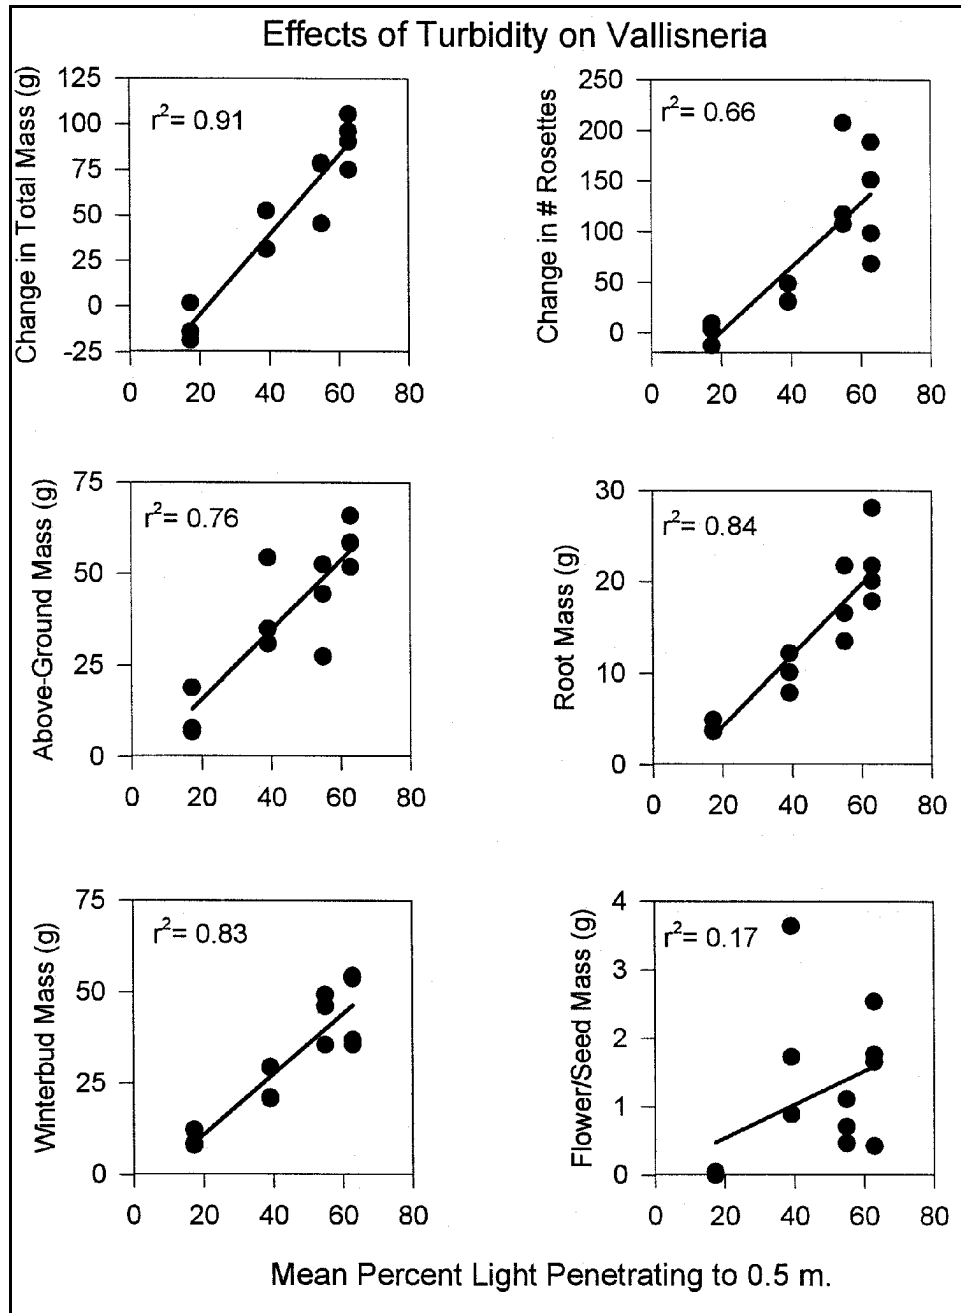 Effects of Turbidity on Vallisneria
Change in Total Mass (g)
125
100
75
50
25
0
-25
r²= 0.91
0 20 40 60 80
Change in # Rosettes
250
200
150
100
50
0
r²= 0.66
0 20 40 60 80
Above-Ground Mass (g)
75
50
25
0
r²= 0.76
0 20 40 60 80
Root Mass (g)
30
20
10
0
r²= 0.84
0 20 40 60 80
Winterbud Mass (g)
75
50
25
0
r²= 0.83
0 20 40 60 80
Flower/Seed Mass (g)
4
3
2
1
0
r²= 0.17
0 20 40 60 80
Mean Percent Light Penetrating to 0.5 m.